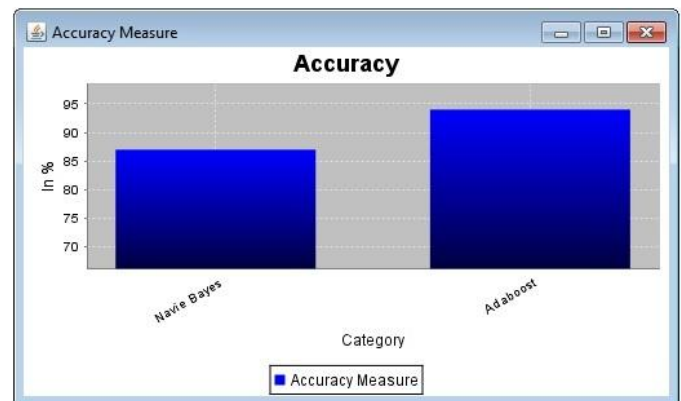 Accuracy Measure
Accuracy
In %
95
90
85
80
75
70
Navie Bayes
Adaboost
Category
Accuracy Measure